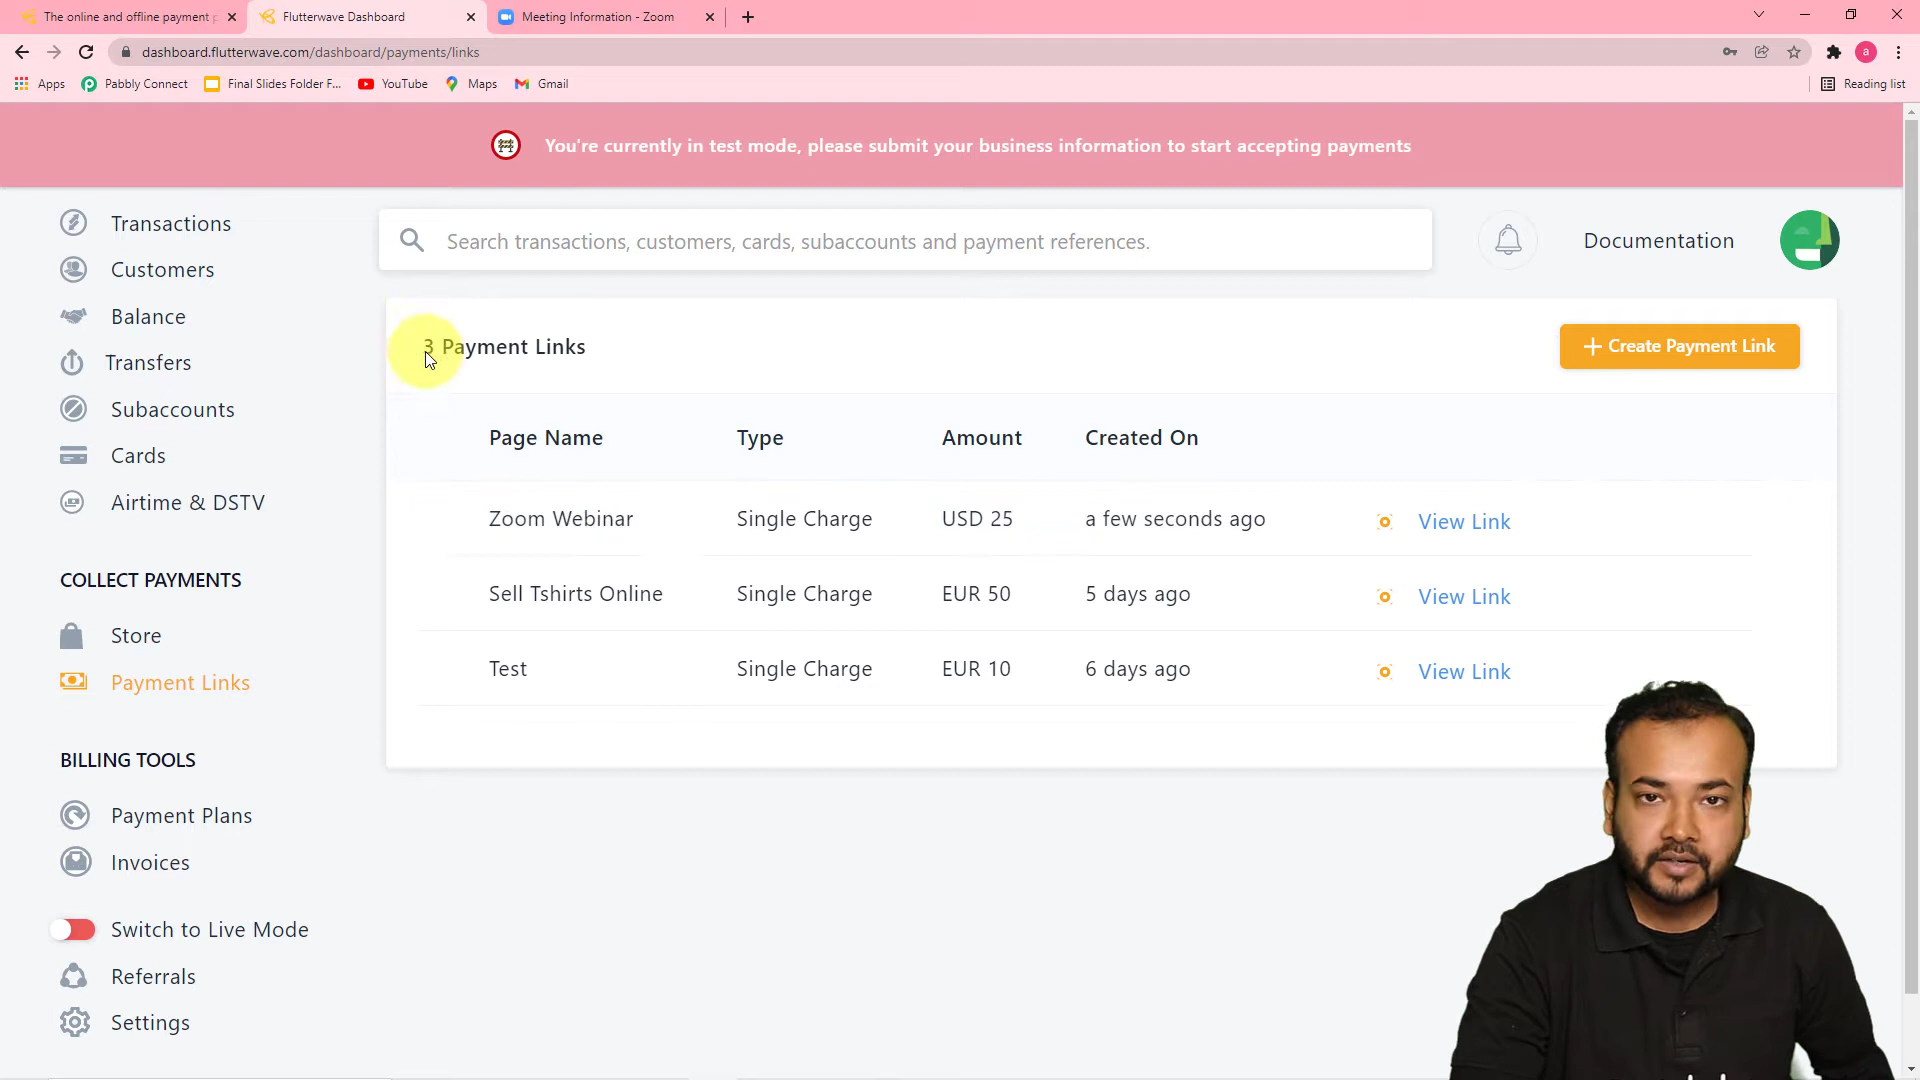 The online and offline payment p
Flutterwave Dashboard
Meeting Information - Zoom
dashboard.flutterwave.com/dashboard/payments/links
a
Apps
Pabbly Connect
Final Slides Folder F...
YouTube
Maps
Gmail
Reading list
You're currently in test mode, please submit your business information to start accepting payments
Transactions
Customers
Balance
Transfers
Subaccounts
Cards
Airtime & DSTV
COLLECT PAYMENTS
Store
Payment Links
BILLING TOOLS
Payment Plans
Invoices
Switch to Live Mode
Referrals
Settings
Search transactions, customers, cards, subaccounts and payment references.
Documentation
3 Payment Links
+ Create Payment Link
Page Name Type Amount Created On
Zoom Webinar Single Charge USD 25 a few seconds ago View Link
Sell Tshirts Online Single Charge EUR 50 5 days ago View Link
Test Single Charge EUR 10 6 days ago View Link